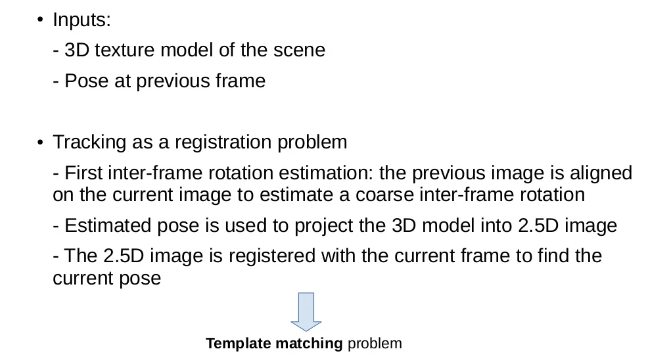 • Inputs:
- 3D texture model of the scene
- Pose at previous frame
• Tracking as a registration problem
- First inter-frame rotation estimation: the previous image is aligned
on the current image to estimate a coarse inter-frame rotation
- Estimated pose is used to project the 3D model into 2.5D image
- The 2.5D image is registered with the current frame to find the
current pose
Template matching problem